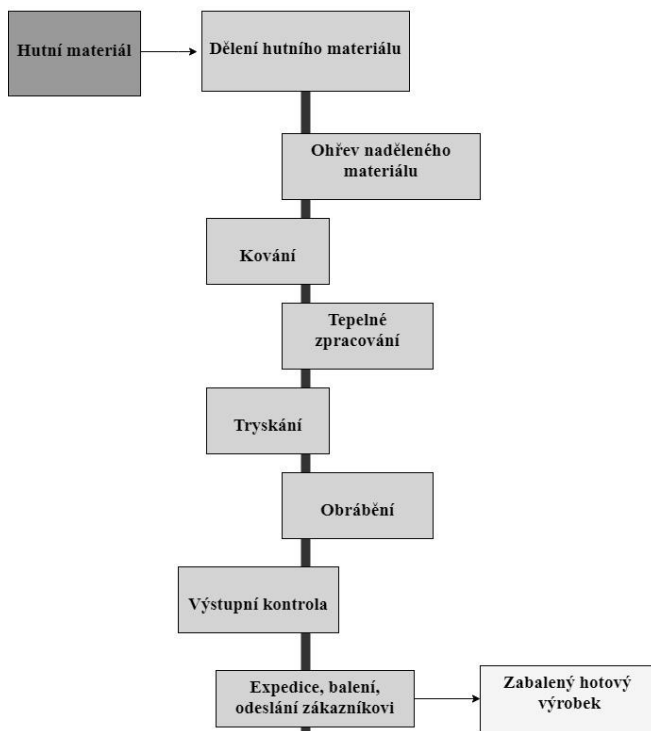 Hutní materiál
Dělení hutního materiálu
Ohřev naděleného
materiálu
Kování
Tepelné
zpracování
Tryskání
Obrábění
Výstupní kontrola
Expedice, balení,
odeslání zákazníkovi
Zabalený hotový
výrobek